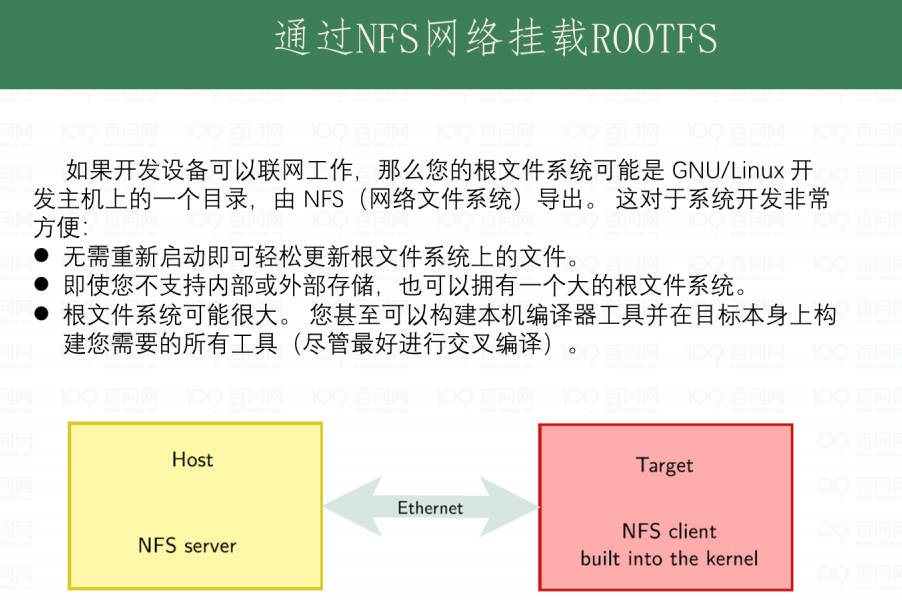 通过NFS网络挂载ROOTFS
如果开发设备可以联网工作，那么您的根文件系统可能是 GNU/Linux 开
发主机上的一个目录，由 NFS（网络文件系统）导出。 这对于系统开发非常
方便:
● 无需重新启动即可轻松更新根文件系统上的文件。
● 即使您不支持内部或外部存储，也可以拥有一个大的根文件系统。
● 根文件系统可能很大。 您甚至可以构建本机编译器工具并在目标本身上构
建您需要的所有工具（尽管最好进行交叉编译）。
Host
NFS server
Ethernet
Target
NFS client
built into the kernel
百问网